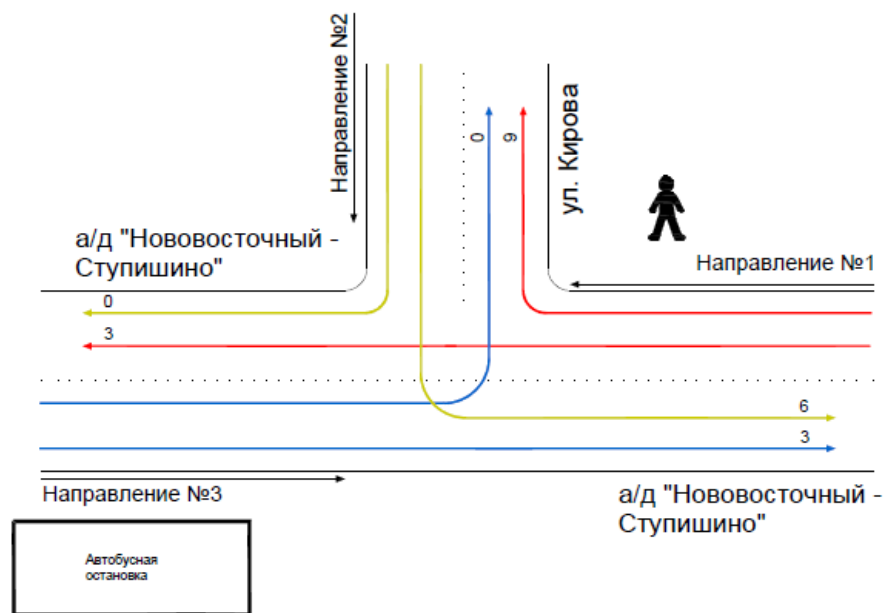 Направление №2
ул. Кирова
0
9
а/д "Нововосточный -
Ступишино"
Направление №1
0
3
6
3
Направление №3
а/д "Нововосточный -
Ступишино"
Автобусная
остановка